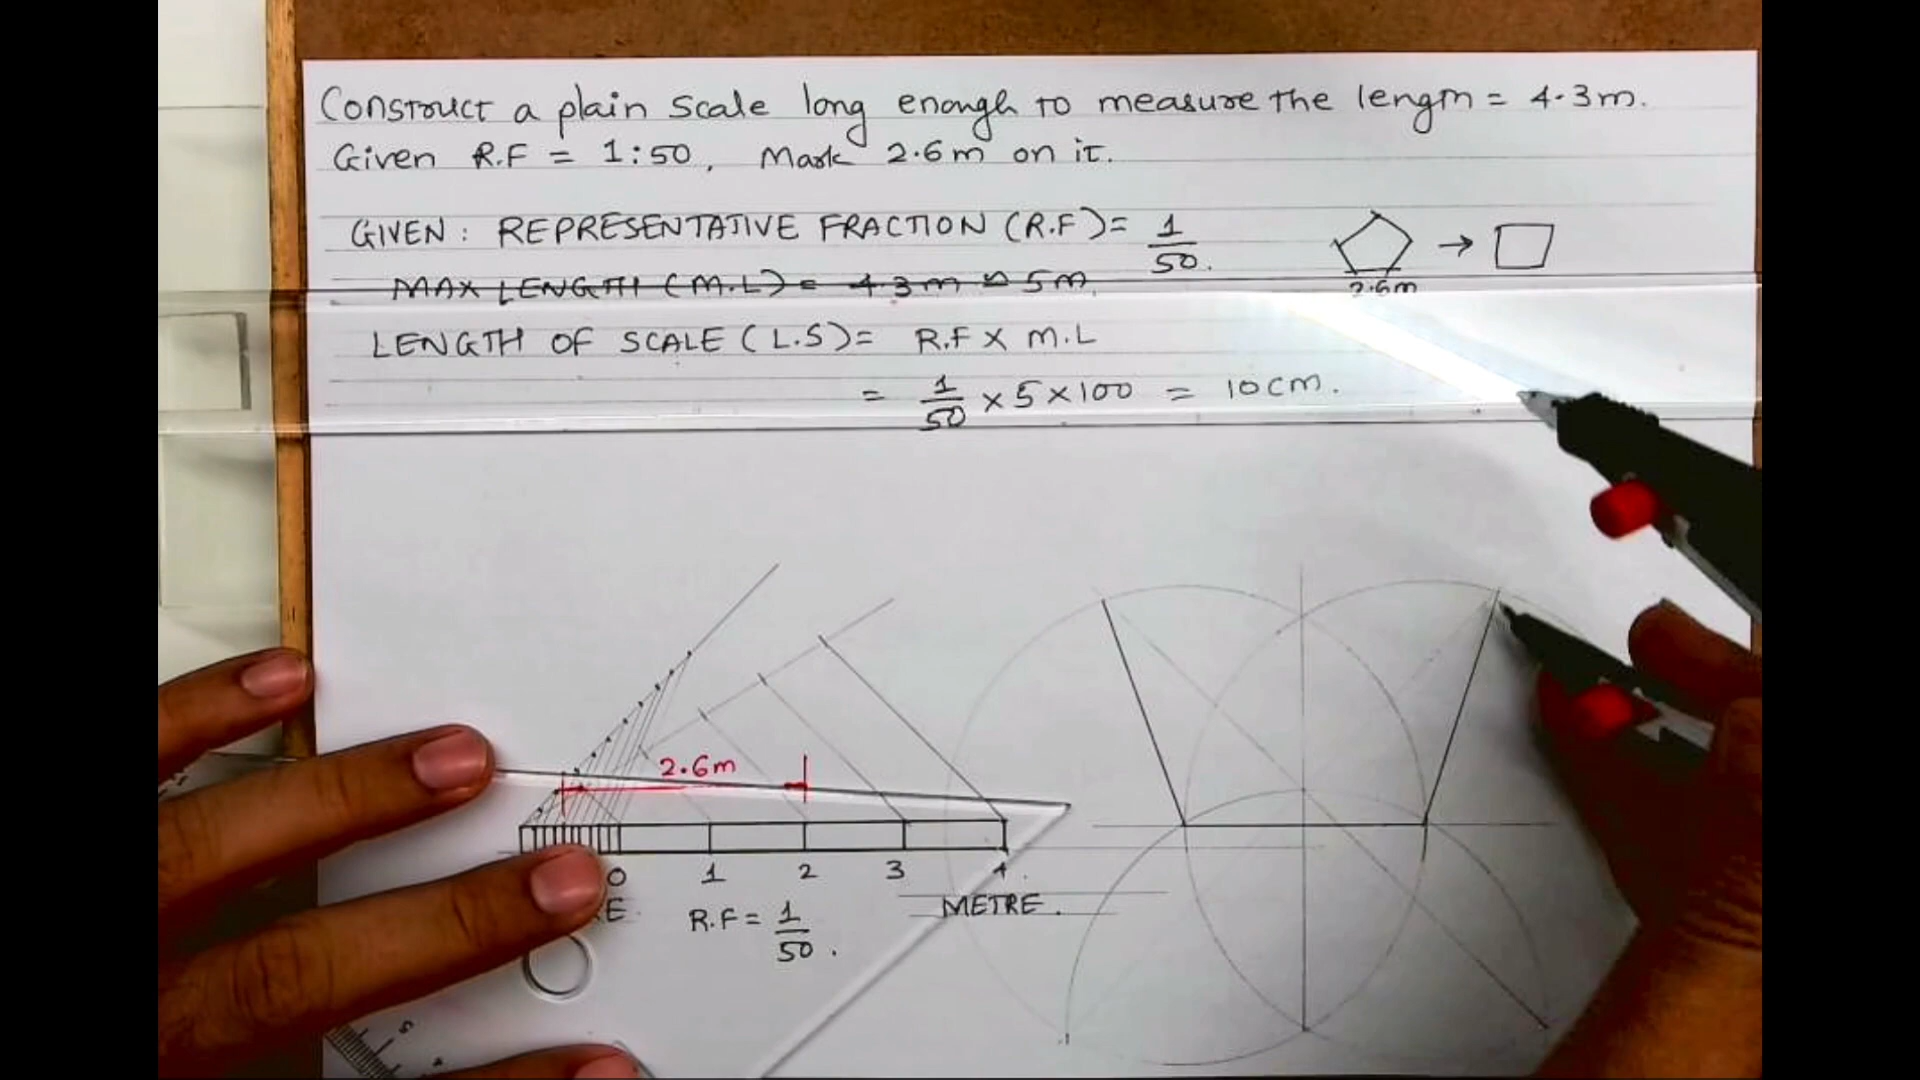 Construct a plain scale long enough to measure the length = 4.3m.
Given R.F = 1:50, Mark 2.6m on it.
GIVEN: REPRESENTATIVE FRACTION (R.F) = 1/50.
MAX LENGTH (M.L) = 4.3m ≃ 5m
2.6m
LENGTH OF SCALE (L.S) = R.F X M.L
= 1/50 x 5 x 100 = 10cm.
2.6m
0 1 2 3 4
RE
R.F = 1/50.
METRE.
5